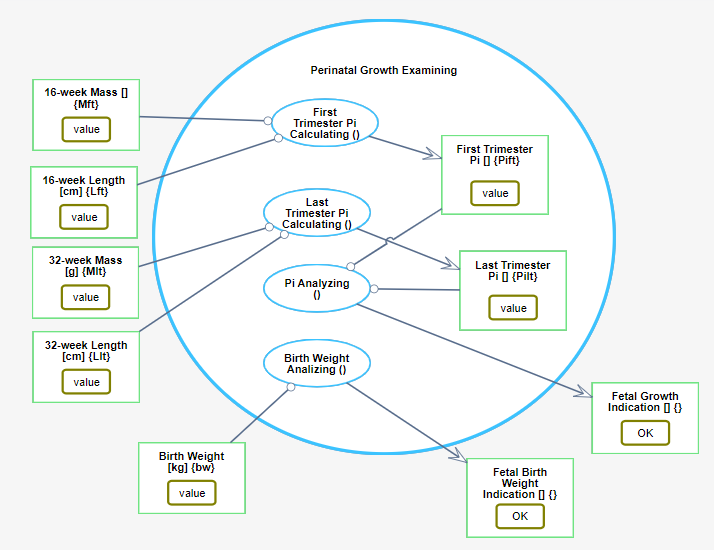 Perinatal Growth Examining
16-week Mass []
{Mft}
value
First
Trimester Pi
Calculating ()
First Trimester
Pi [] {Pift}
value
16-week Length
[cm] {Lft}
value
Last
Trimester Pi
Calculating ()
32-week Mass
[g] {Mlt}
value
Last Trimester
Pi [] {Pilt}
value
Pi Analyzing
()
32-week Length
[cm] {Llt}
value
Birth Weight
Analizing ()
Fetal Growth
Indication [] {}
OK
Birth Weight
[kg] {bw}
value
Fetal Birth
Weight
Indication [] {}
OK